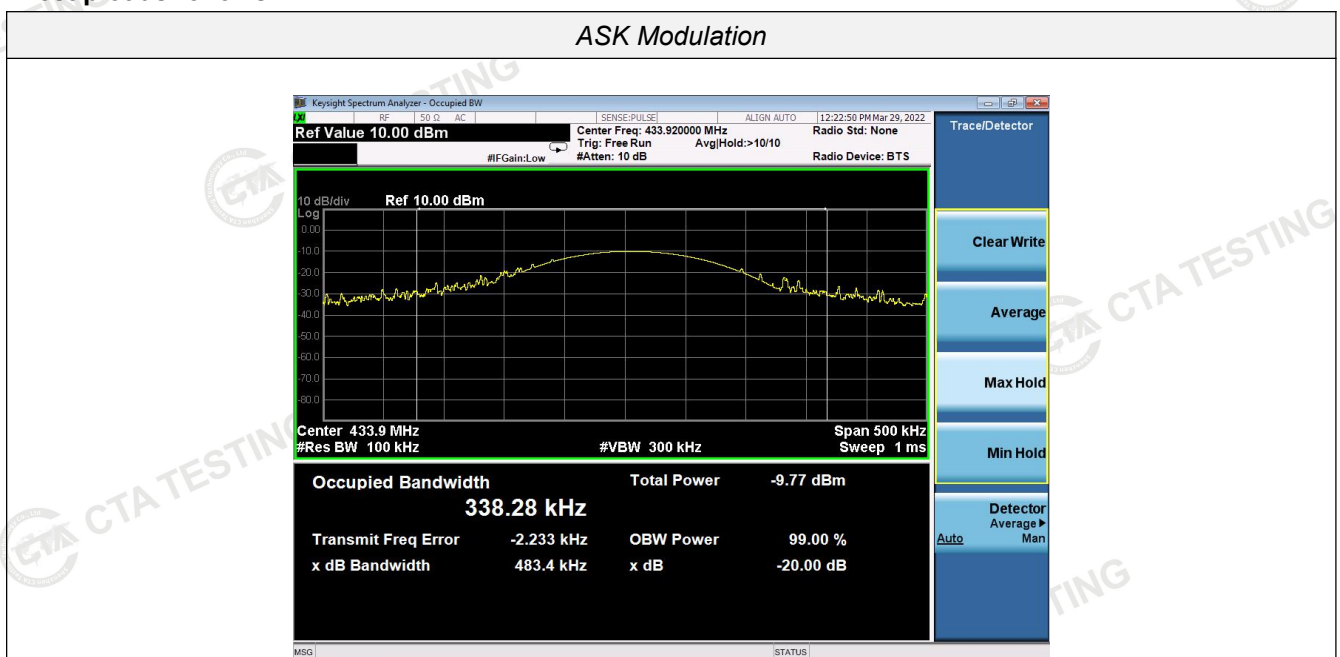 ASK Modulation
TING
Keysight Spectrum Analyzer - Occupied BW
RF 50 Ω AC SENSE:PULSE ALIGN AUTO 12:22:50 PM Mar 29, 2022
Ref Value 10.00 dBm
Center Freq: 433.920000 MHz
Radio Std: None
Trig: Free Run Avg|Hold:>10/10
#IFGain:Low
#Atten: 10 dB
Radio Device: BTS
Trace/Detector
10 dB/div Ref 10.00 dBm
Log
0.00
-10.0
-20.0
-30.0
-40.0
-50.0
-60.0
-70.0
-80.0
Center 433.9 MHz Span 500 kHz
#Res BW 100 kHz #VBW 300 kHz Sweep 1 ms
Clear Write
Average
Max Hold
Min Hold
Detector
Average
Auto Man
Occupied Bandwidth Total Power -9.77 dBm
338.28 kHz
Transmit Freq Error -2.233 kHz OBW Power 99.00 %
x dB Bandwidth 483.4 kHz x dB -20.00 dB
MSG STATUS
CTA
CTA TESTING
CTA TESTING
TING